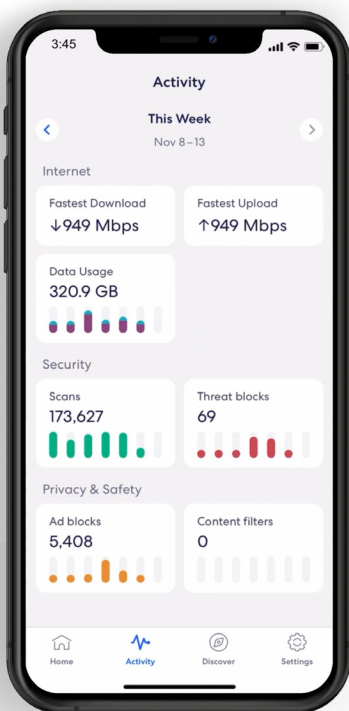 3:45
Activity
This Week
Nov 8 – 13
Internet
Fastest Download
↓949 Mbps
Fastest Upload
↑949 Mbps
Data Usage
320.9 GB
Security
Scans
173,627
Threat blocks
69
Privacy & Safety
Ad blocks
5,408
Content filters
0
Home
Activity
Discover
Settings